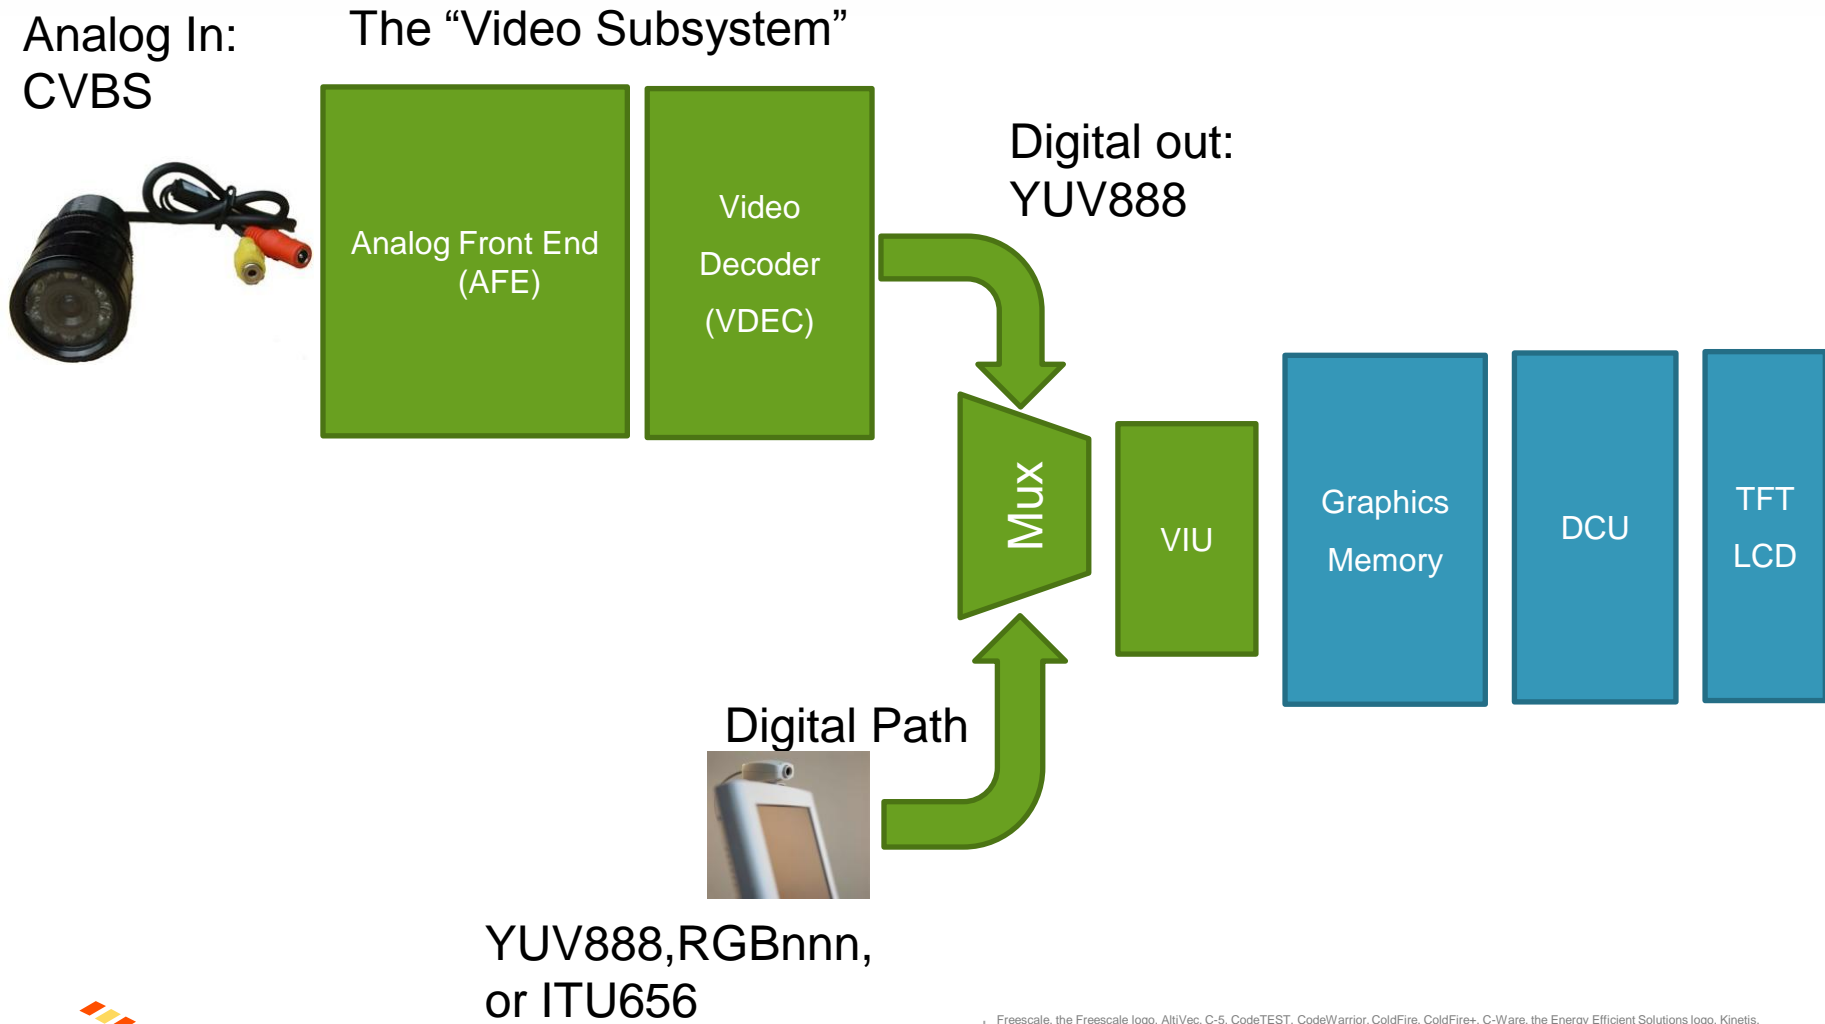 Analog In:
CVBS
The “Video Subsystem”
Analog Front End
(AFE)
Video
Decoder
(VDEC)
Digital out:
YUV888
Mux
VIU
Graphics
Memory
DCU
TFT
LCD
Digital Path
YUV888,RGBnnn,
or ITU656
Freescale, the Freescale logo, AltiVec, C-5, CodeTEST, CodeWarrior, ColdFire, ColdFire+, C-Ware, the Energy Efficient Solutions logo, Kinetis,